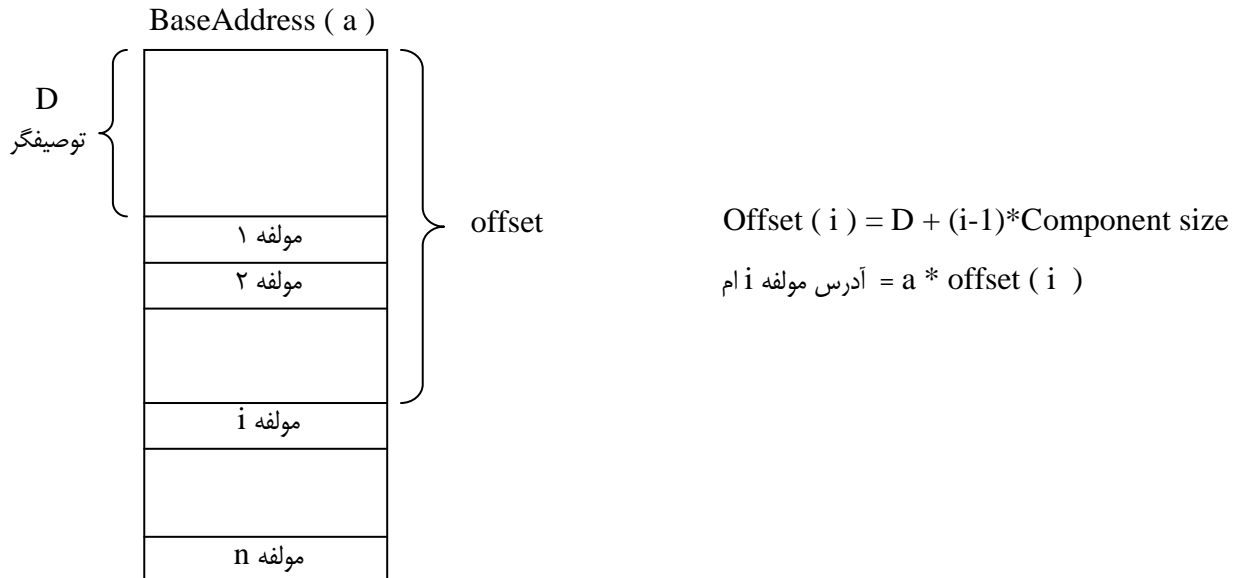 BaseAddress ( a )
D
توصیفگر
مولفه ۱
مولفه ۲
مولفه i
مولفه n
offset
Offset ( i ) = D + (i-1)*Component size
آدرس مولفه i ام = a * offset ( i )